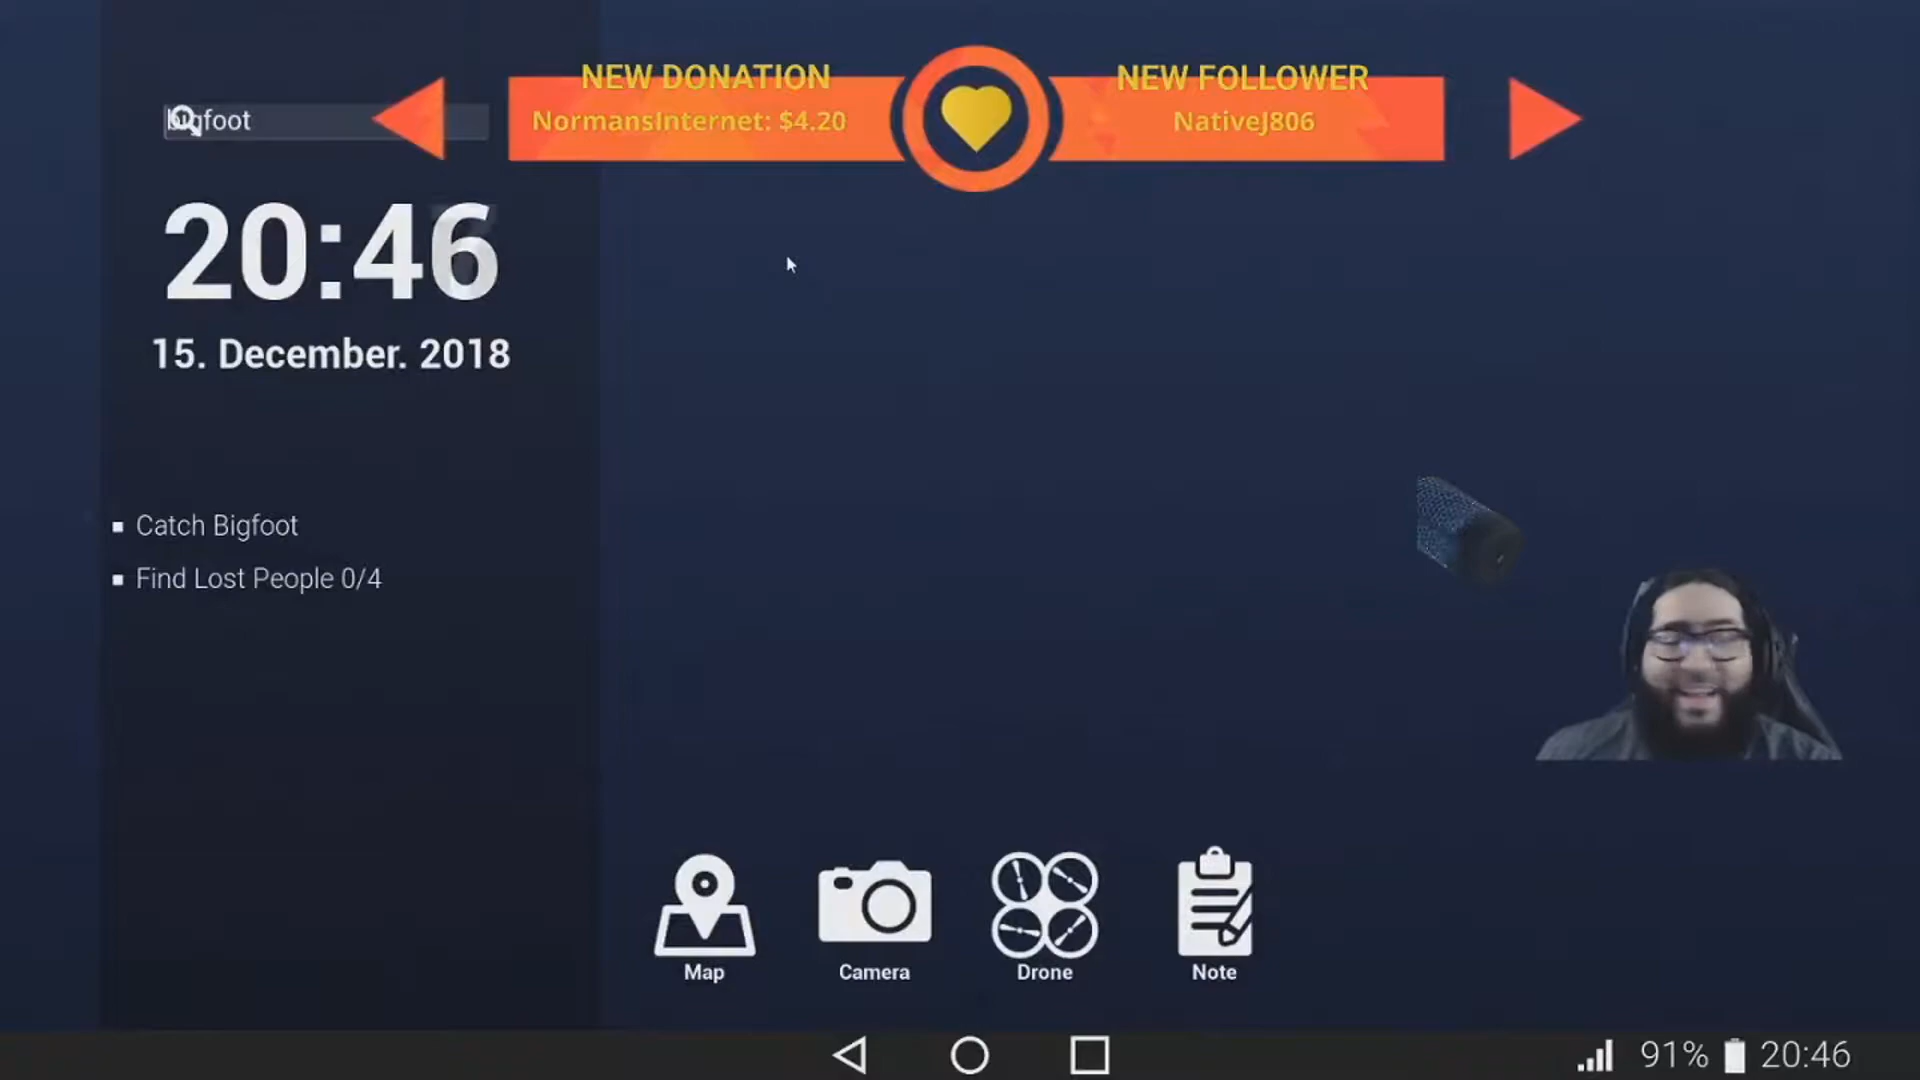 NEW DONATION
NormansInternet: $4.20
NEW FOLLOWER
NativeJ806
bigfoot
20:46
15. December. 2018
Catch Bigfoot
Find Lost People 0/4
Map
Camera
Drone
Note
91%
20:46